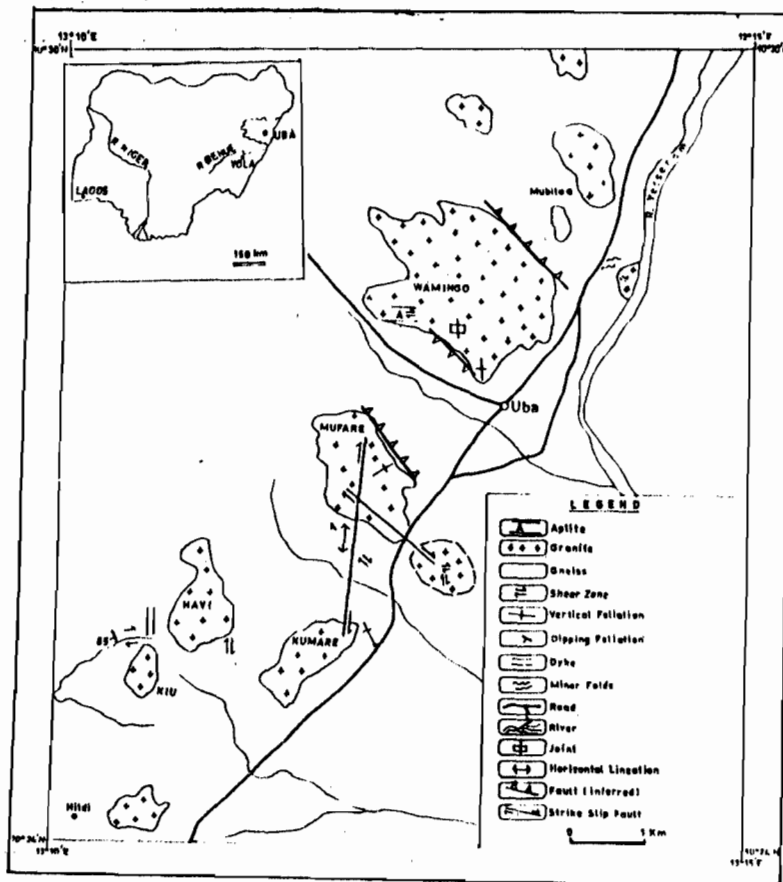 13°10'E
13°15'E
10°30'N
10°30'
R NIGER
R BENUE
UBA
YOLA
LAGOS
150 km
Mubitoa
R. Yerseram
WAMINGO
A
Uba
MUFARE
HAVI
KUMARE
85
KIU
Hildi
LEGEND
Aplite
Granite
Gneiss
Shear Zone
Vertical Foliation
Dipping Foliation
Dyke
Minor Folds
Road
River
Joint
Horizontal Lineation
Fault (Inferred)
Strike Slip Fault
0 1 Km
10°24'N
13°10'E
10°24'N
13°15'E